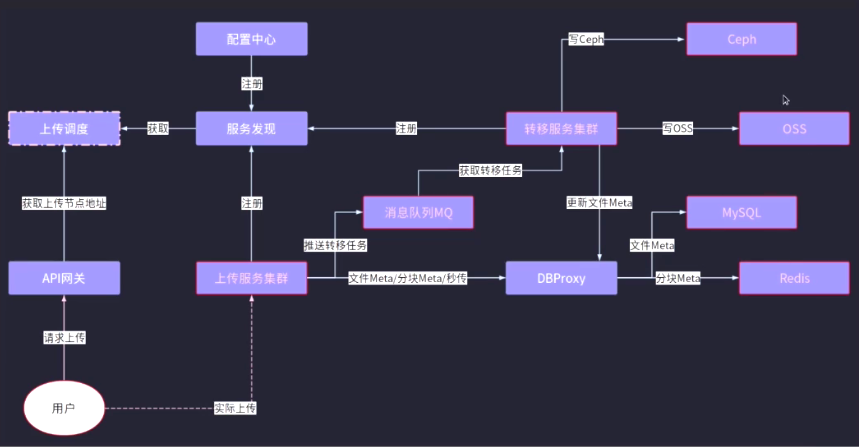 配置中心
写Ceph
Ceph
注册
上传调度
获取
服务发现
注册
转移服务集群
写OSS
OSS
获取转移任务
获取上传节点地址
注册
消息队列MQ
更新文件Meta
MySQL
推送转移任务
文件Meta
API网关
上传服务集群
文件Meta/分块Meta/秒传
DBProxy
分块Meta
Redis
请求上传
用户
实际上传